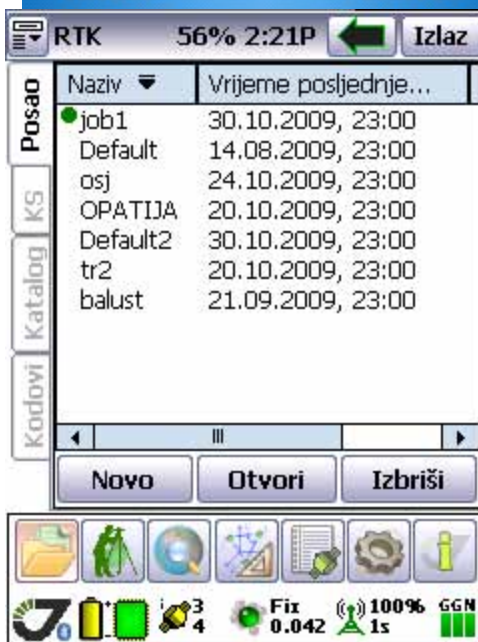 RTK 56% 2:21P Izlaz
Posao
KS
Katalog
Kodovi
Naziv Vrijeme posljednje...
job1 30.10.2009, 23:00
Default 14.08.2009, 23:00
osj 24.10.2009, 23:00
OPATIJA 20.10.2009, 23:00
Default2 30.10.2009, 23:00
tr2 20.10.2009, 23:00
balust 21.09.2009, 23:00
Novo Otvori Izbriši
0 3 Fix 100% GGN
4 0.042 1s